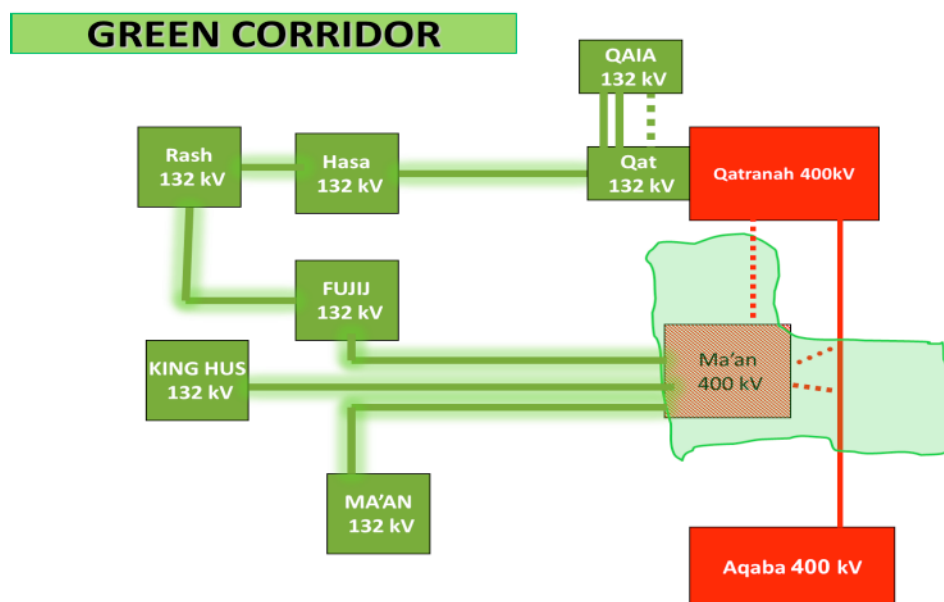 GREEN CORRIDOR
QAIA
132 kV
Rash
132 kV
Hasa
132 kV
Qat
132 kV
Qatranah 400kV
FUJIJ
132 kV
KING HUS
132 kV
Ma'an
400 kV
MA'AN
132 kV
Aqaba 400 kV